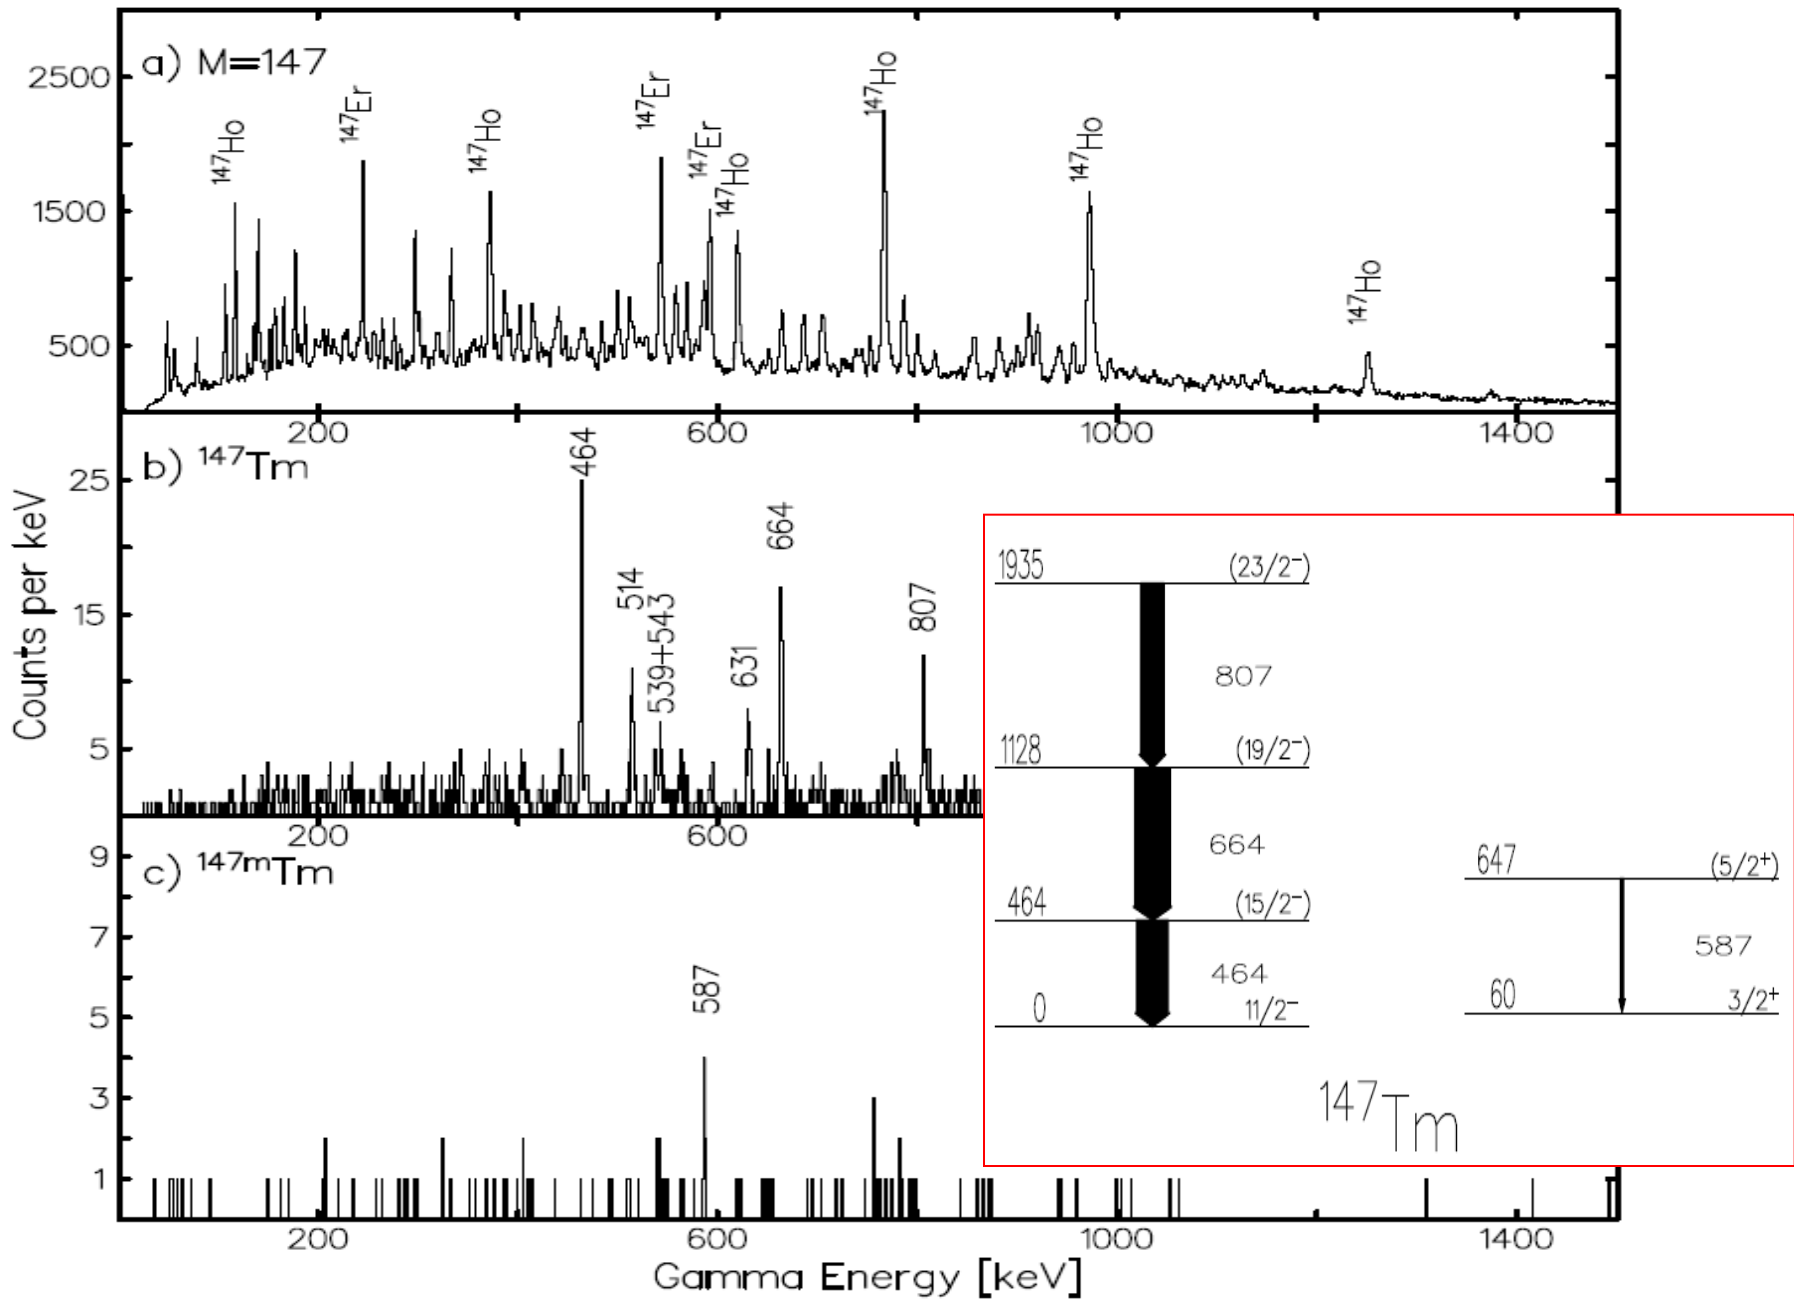 a) M=147
2500
1500
500
¹⁴⁷Ho
¹⁴⁷Er
¹⁴⁷Ho
¹⁴⁷Er
¹⁴⁷Er
¹⁴⁷Ho
¹⁴⁷Ho
¹⁴⁷Ho
¹⁴⁷Ho
200 600 1000 1400
b) ¹⁴⁷Tm
25
15
5
464
514
539+543
631
664
807
200 600
Counts per keV
c) ¹⁴⁷ᵐTm
9
7
5
3
1
587
200 600 1000 1400
Gamma Energy [keV]
1935 (23/2⁻)
807
1128 (19/2⁻)
664
464 (15/2⁻)
464
0 11/2⁻
647 (5/2⁺)
587
60 3/2⁺
¹⁴⁷Tm